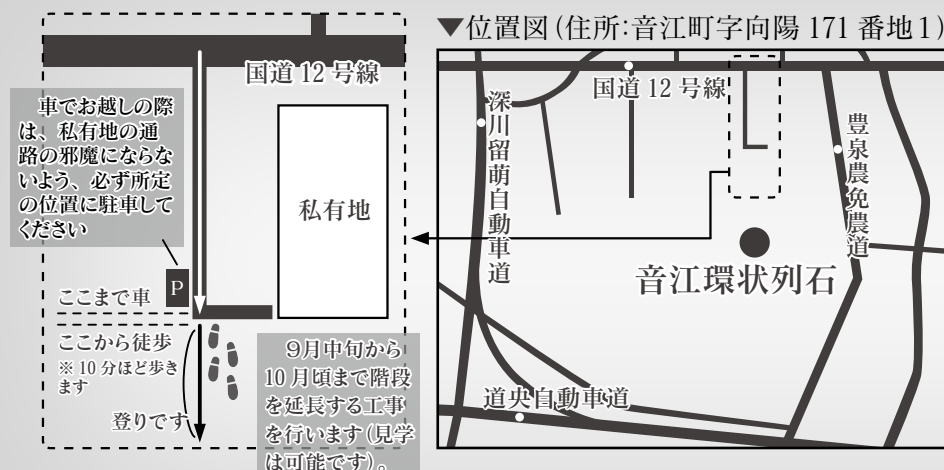 ▼位置図(住所:音江町字向陽 171 番地1)
国道 12 号線
車でお越しの際
は、私有地の通
路の邪魔にならな
いよう、必ず所定
の位置に駐車して
ください
私有地
P
ここまで車
ここから徒歩
※ 10 分ほど歩き
ます
登りです
9月中旬から
10 月頃まで階段
を延長する工事
を行います(見学
は可能です)。
国道 12 号線
深川留萌自動車道
豊泉農免農道
音江環状列石
道央自動車道